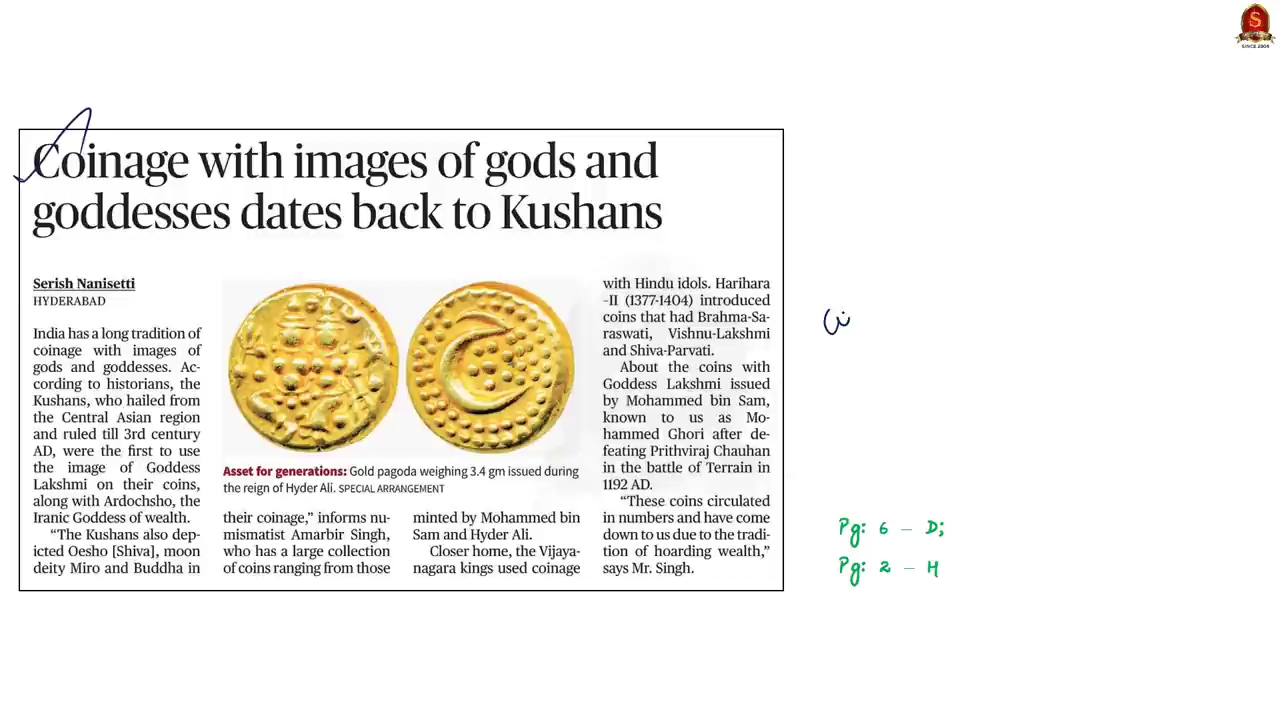 S
SINCE 2004
Coinage with images of gods and
goddesses dates back to Kushans
Serish Nanisetti
HYDERABAD
India has a long tradition of
coinage with images of
gods and goddesses. Ac-
cording to historians, the
Kushans, who hailed from
the Central Asian region
and ruled till 3rd century
AD, were the first to use
the image of Goddess
Lakshmi on their coins,
along with Ardochsho, the
Iranic Goddess of wealth.
"The Kushans also dep-
icted Oesho [Shiva], moon
deity Miro and Buddha in
Asset for generations: Gold pagoda weighing 3.4 gm issued during
the reign of Hyder Ali. SPECIAL ARRANGEMENT
their coinage," informs nu-
mismatist Amarbir Singh,
who has a large collection
of coins ranging from those
minted by Mohammed bin
Sam and Hyder Ali.
Closer home, the Vijaya-
nagara kings used coinage
with Hindu idols. Harihara
-II (1377-1404) introduced
coins that had Brahma-Sa-
raswati, Vishnu-Lakshmi
and Shiva-Parvati.
About the coins with
Goddess Lakshmi issued
by Mohammed bin Sam,
known to us as Mo-
hammed Ghori after de-
feating Prithviraj Chauhan
in the battle of Terrain in
1192 AD.
"These coins circulated
in numbers and have come
down to us due to the tradi-
tion of hoarding wealth,"
says Mr. Singh.
Pg: 6 - D;
Pg: 2 - H